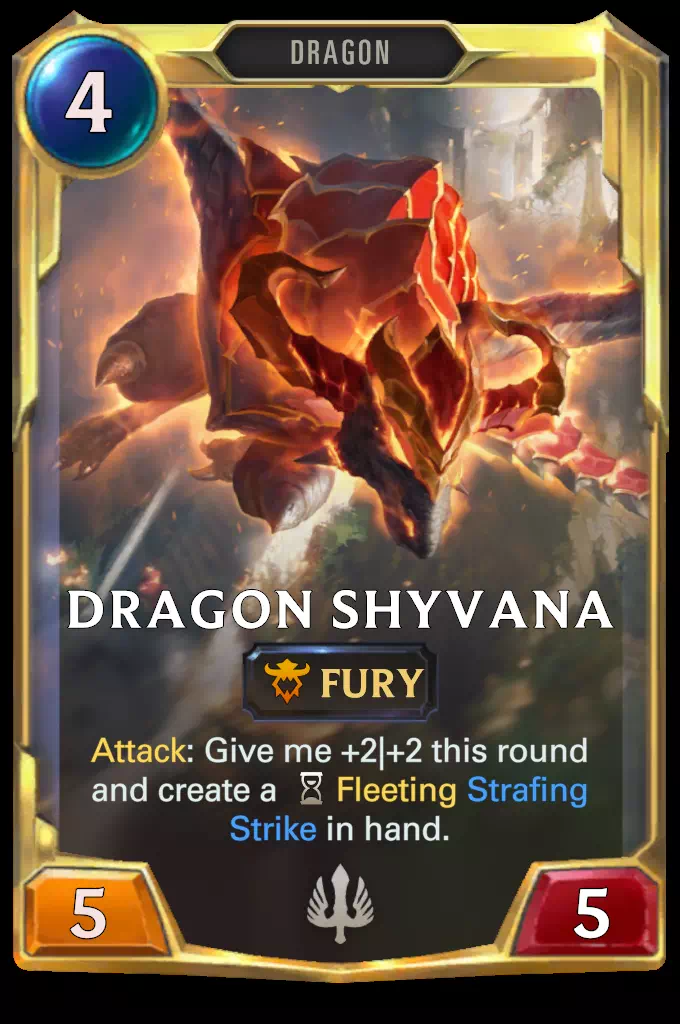 DRAGON
4
DRAGON SHYVANA
FURY
Attack: Give me +2|+2 this round
and create a Fleeting Strafing
Strike in hand.
5
5